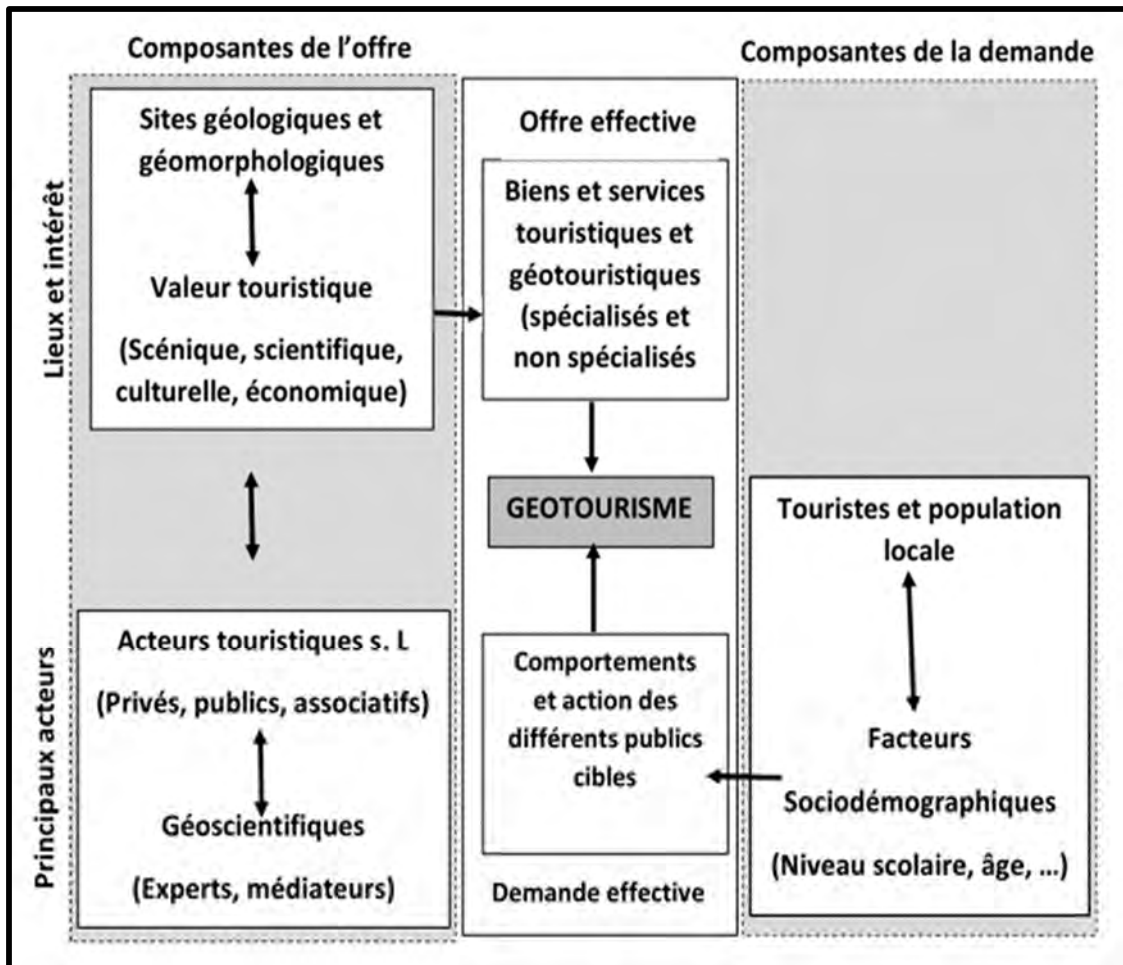 Composantes de l'offre
Composantes de la demande
Lieux et intérêt
Principaux acteurs
Sites géologiques et
géomorphologiques
Valeur touristique
(Scénique, scientifique,
culturelle, économique)
Acteurs touristiques s. L
(Privés, publics, associatifs)
Géoscientifiques
(Experts, médiateurs)
Offre effective
Biens et services
touristiques et
géotouristiques
(spécialisés et
non spécialisés
GEOTOURISME
Comportements
et action des
différents publics
cibles
Demande effective
Touristes et population
locale
Facteurs
Sociodémographiques
(Niveau scolaire, âge, ...)